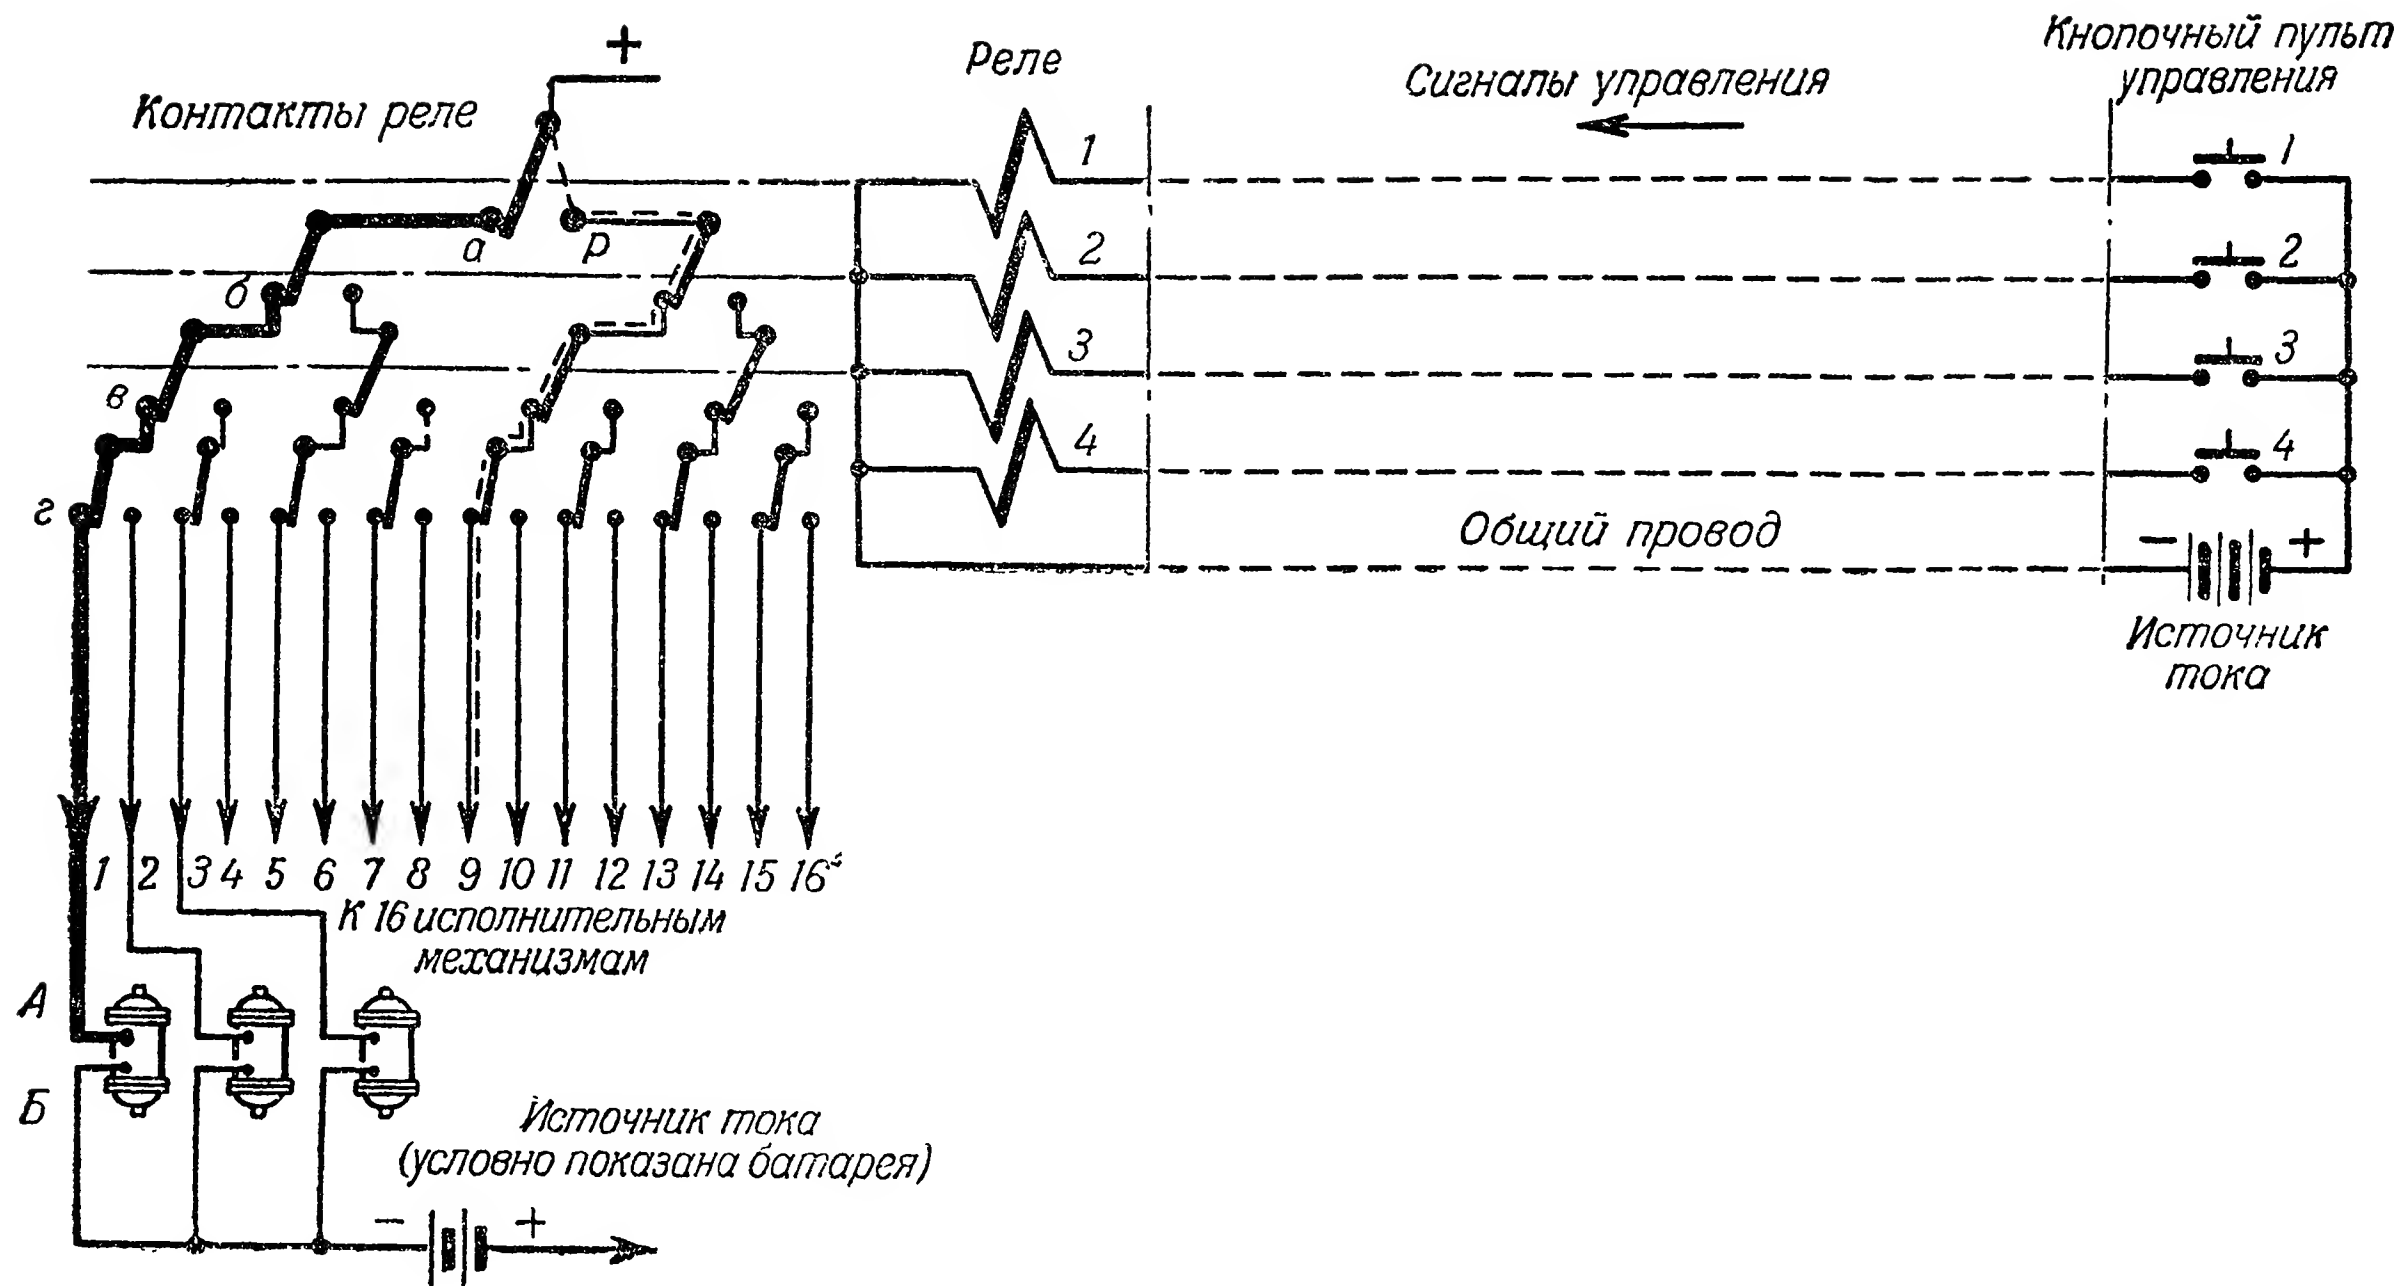 +
Реле
Кнопочный пульт
управления
Сигналы управления
Контакты реле
1
1
а
р
2
2
б
3
3
в
4
4
г
Общий провод
- +
Источник
тока
1 2 3 4 5 6 7 8 9 10 11 12 13 14 15 16
К 16 исполнительным
механизмам
А
Б
Источник тока
(условно показана батарея)
- +